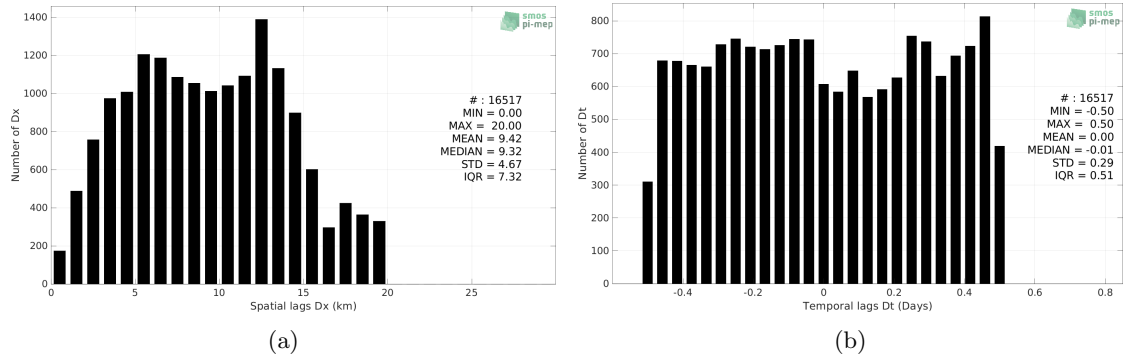 1400
1200
1000
800
600
400
200
0
Number of Dx
0 5 10 15 20 25
Spatial lags Dx (km)
smos
pi-mep
# : 16517
MIN = 0.00
MAX = 20.00
MEAN = 9.42
MEDIAN = 9.32
STD = 4.67
IQR = 7.32
(a)
800
700
600
500
400
300
200
100
0
Number of Dt
-0.4 -0.2 0 0.2 0.4 0.6 0.8
Temporal lags Dt (Days)
smos
pi-mep
# : 16517
MIN = -0.50
MAX = 0.50
MEAN = 0.00
MEDIAN = -0.01
STD = 0.29
IQR = 0.51
(b)